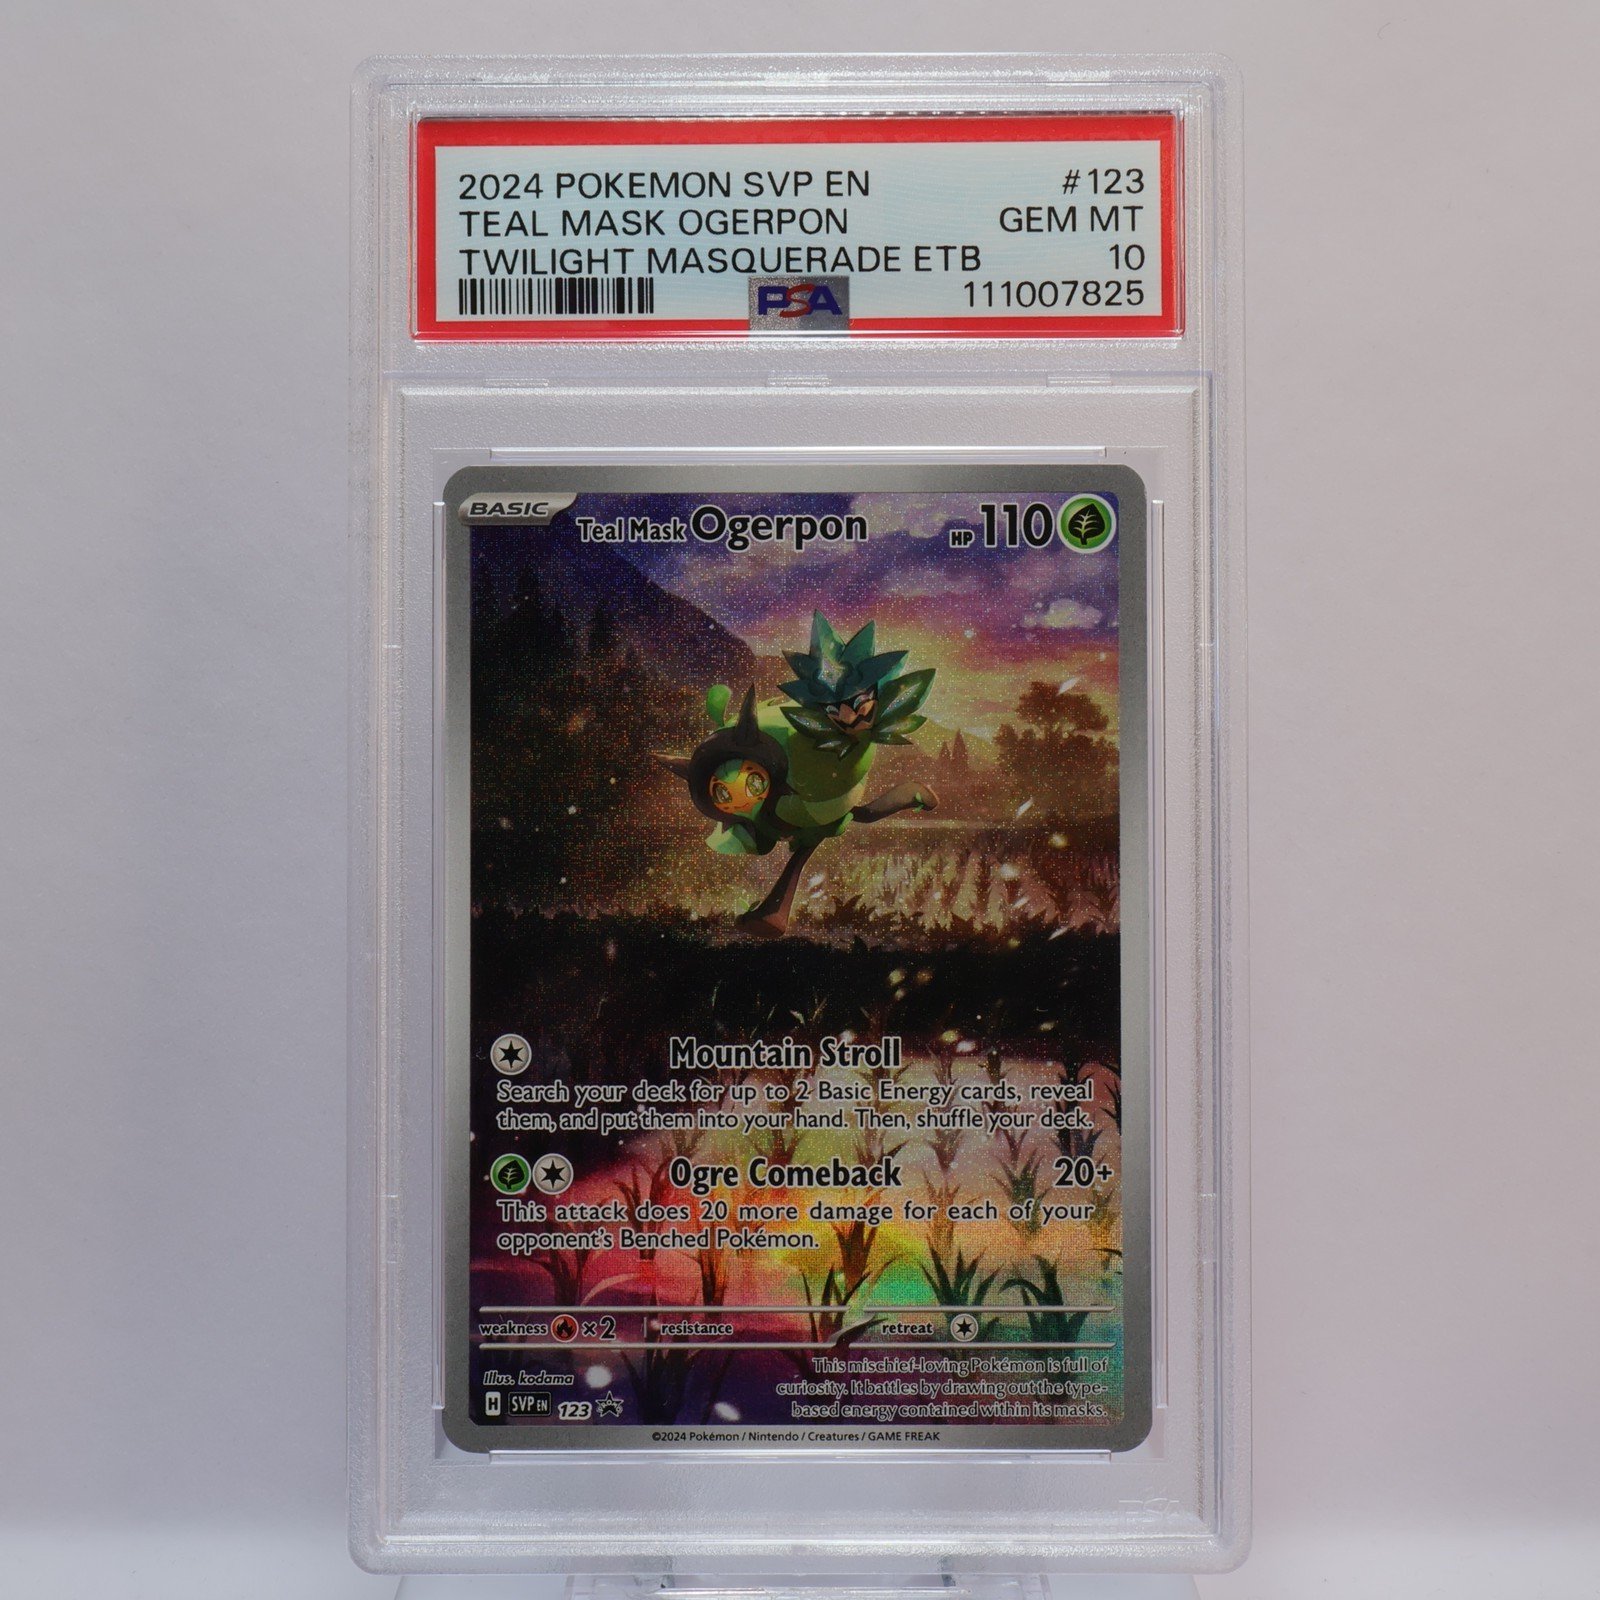 2024 POKEMON SVP EN #123
TEAL MASK OGERPON GEM MT
TWILIGHT MASQUERADE ETB 10
PSA 111007825
BASIC Teal Mask Ogerpon HP 110
Mountain Stroll
Search your deck for up to 2 Basic Energy cards, reveal
them, and put them into your hand. Then, shuffle your deck.
Ogre Comeback 20+
This attack does 20 more damage for each of your
opponent's Benched Pokémon.
weakness ×2 resistance retreat
This mischief-loving Pokémon is full of
curiosity. It battles by drawing out the type-
based energy contained within its masks.
Illus. kodama
H SVP EN 123
©2024 Pokémon / Nintendo / Creatures / GAME FREAK
PSA